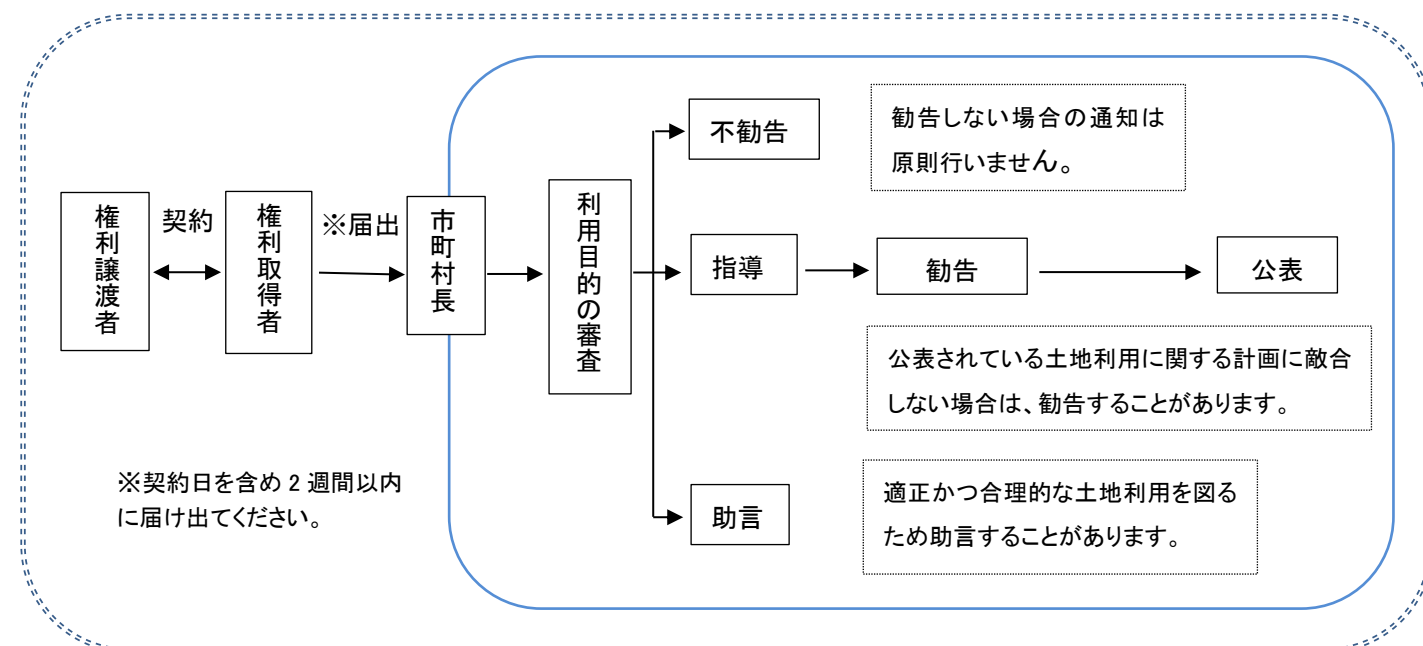 権利譲渡者
契約
権利取得者
※届出
市町村長
利用目的の審査
不勧告
勧告しない場合の通知は
原則行いません。
指導
勧告
公表
公表されている土地利用に関する計画に敵合
しない場合は、勧告することがあります。
助言
適正かつ合理的な土地利用を図る
ため助言することがあります。
※契約日を含め2週間以内
に届け出てください。